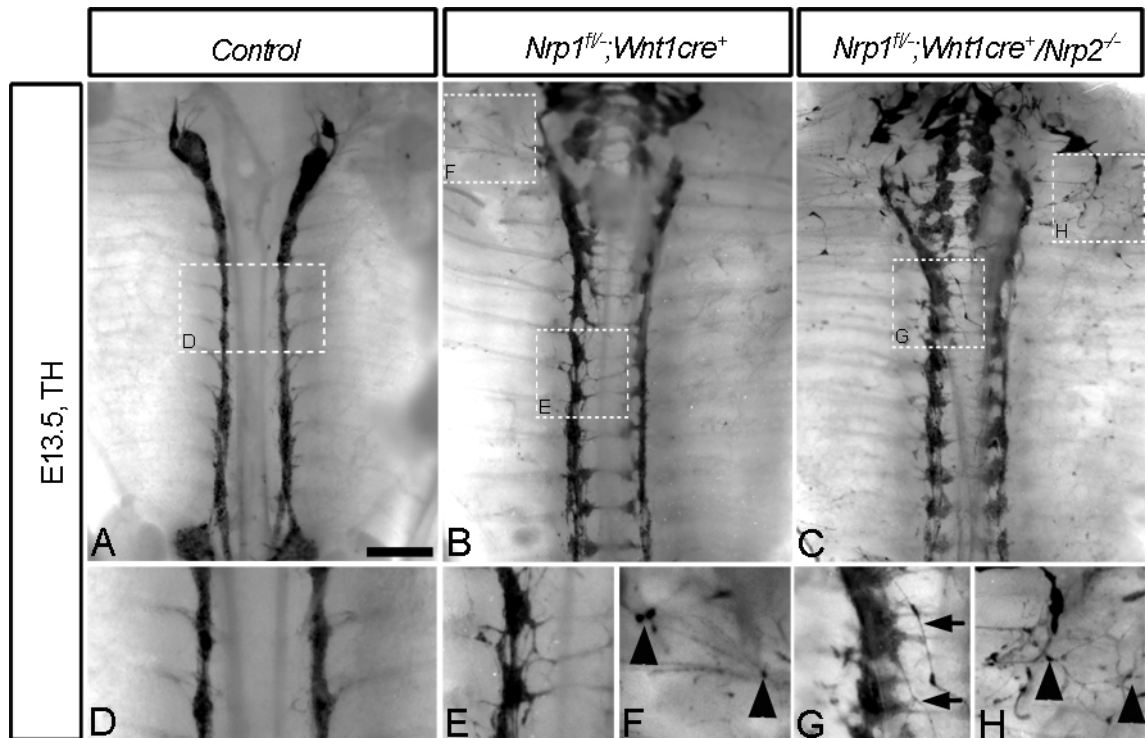 Control
Nrp1fl/-;Wnt1cre+
Nrp1fl/-;Wnt1cre+/Nrp2-/-
E13.5, TH
F
H
D
G
E
A
B
C
D
E
F
G
H